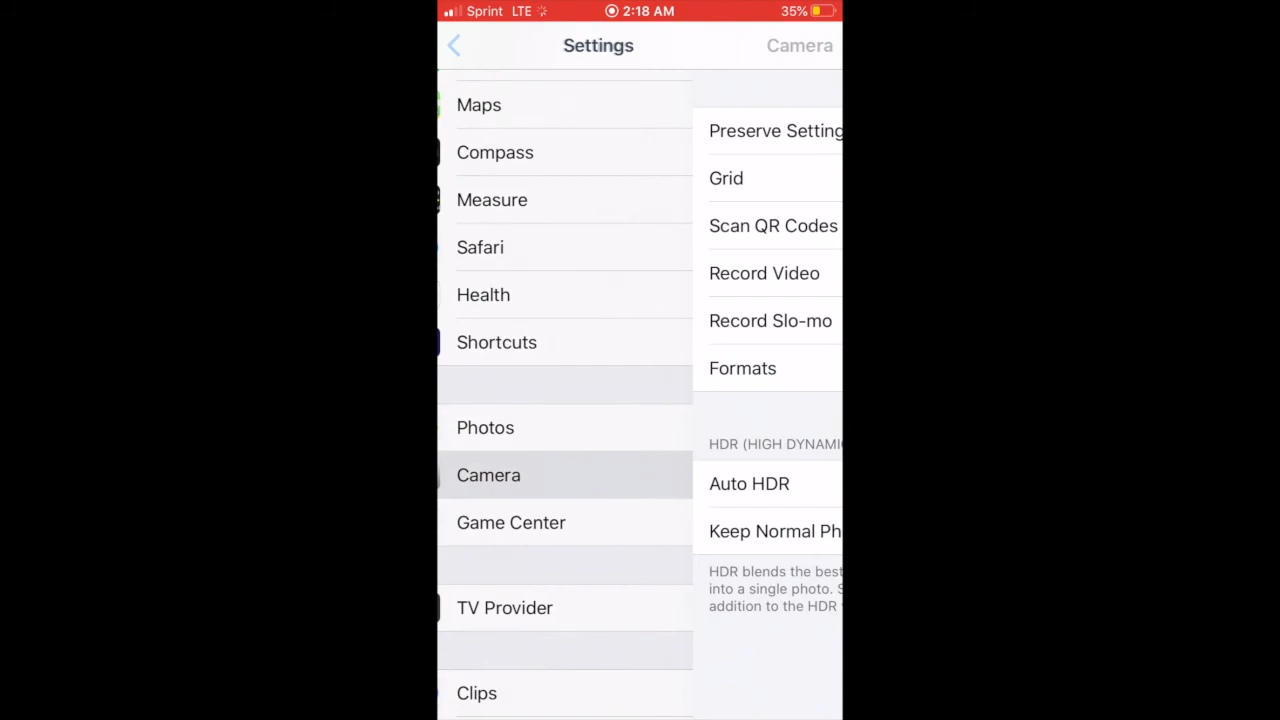 Sprint LTE 2:18 AM 35%
Settings Camera
Maps
Compass
Measure
Safari
Health
Shortcuts
Photos
Camera
Game Center
TV Provider
Clips
Preserve Setting
Grid
Scan QR Codes
Record Video
Record Slo-mo
Formats
HDR (HIGH DYNAMI
Auto HDR
Keep Normal Ph
HDR blends the best
into a single photo. S
addition to the HDR